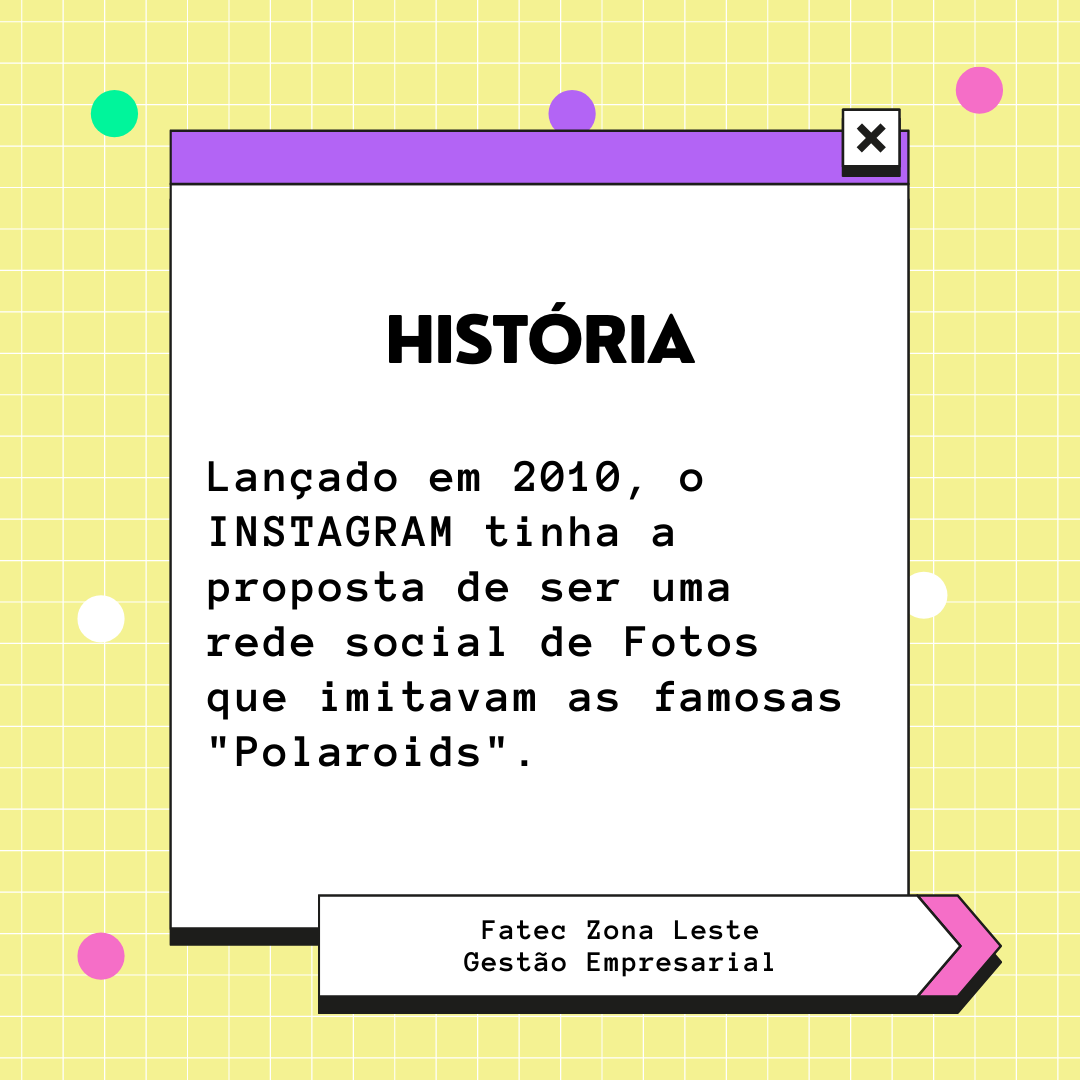 HISTÓRIA
Lançado em 2010, o
INSTAGRAM tinha a
proposta de ser uma
rede social de Fotos
que imitavam as famosas
"Polaroids".
Fatec Zona Leste
Gestão Empresarial